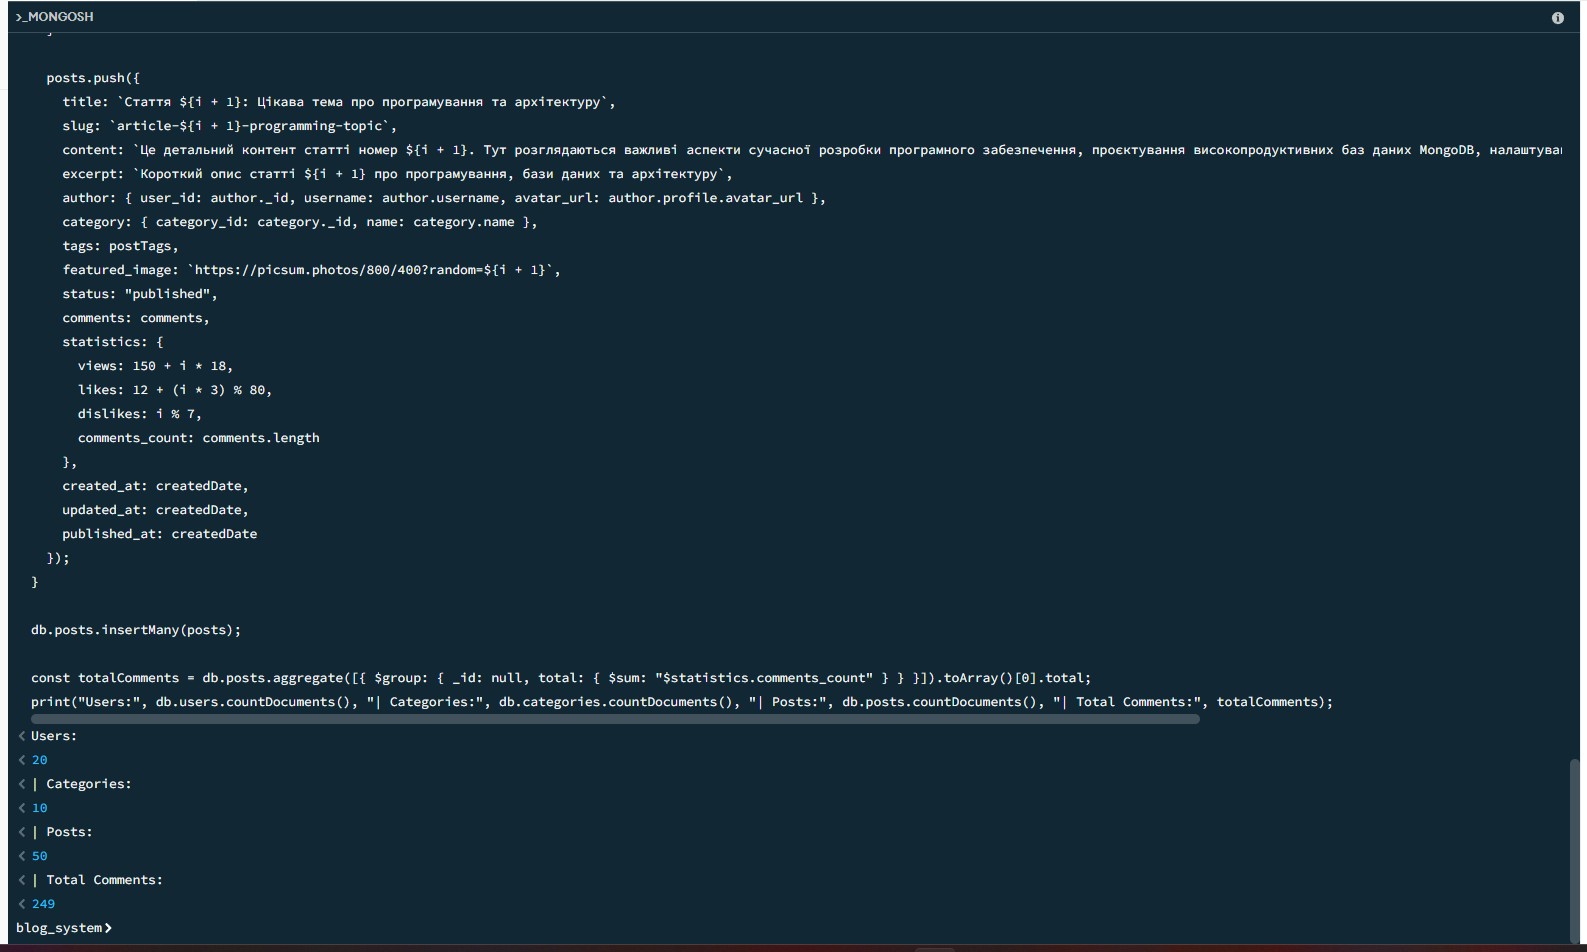 >_MONGOSH
posts.push({
title: `Стаття ${i + 1}: Цікава тема про програмування та архітектуру`,
slug: `article-${i + 1}-programming-topic`,
content: `Це детальний контент статті номер ${i + 1}. Тут розглядаються важливі аспекти сучасної розробки програмного забезпечення, проєктування високопродуктивних баз даних MongoDB, налаштува
excerpt: `Короткий опис статті ${i + 1} про програмування, бази даних та архітектуру`,
author: { user_id: author._id, username: author.username, avatar_url: author.profile.avatar_url },
category: { category_id: category._id, name: category.name },
tags: postTags,
featured_image: `https://picsum.photos/800/400?random=${i + 1}`,
status: "published",
comments: comments,
statistics: {
views: 150 + i * 18,
likes: 12 + (i * 3) % 80,
dislikes: i % 7,
comments_count: comments.length
},
created_at: createdDate,
updated_at: createdDate,
published_at: createdDate
});
}
db.posts.insertMany(posts);
const totalComments = db.posts.aggregate([{ $group: { _id: null, total: { $sum: "$statistics.comments_count" } } }]).toArray()[0].total;
print("Users:", db.users.countDocuments(), "| Categories:", db.categories.countDocuments(), "| Posts:", db.posts.countDocuments(), "| Total Comments:", totalComments);
< Users:
< 20
< | Categories:
< 10
< | Posts:
< 50
< | Total Comments:
< 249
blog_system>